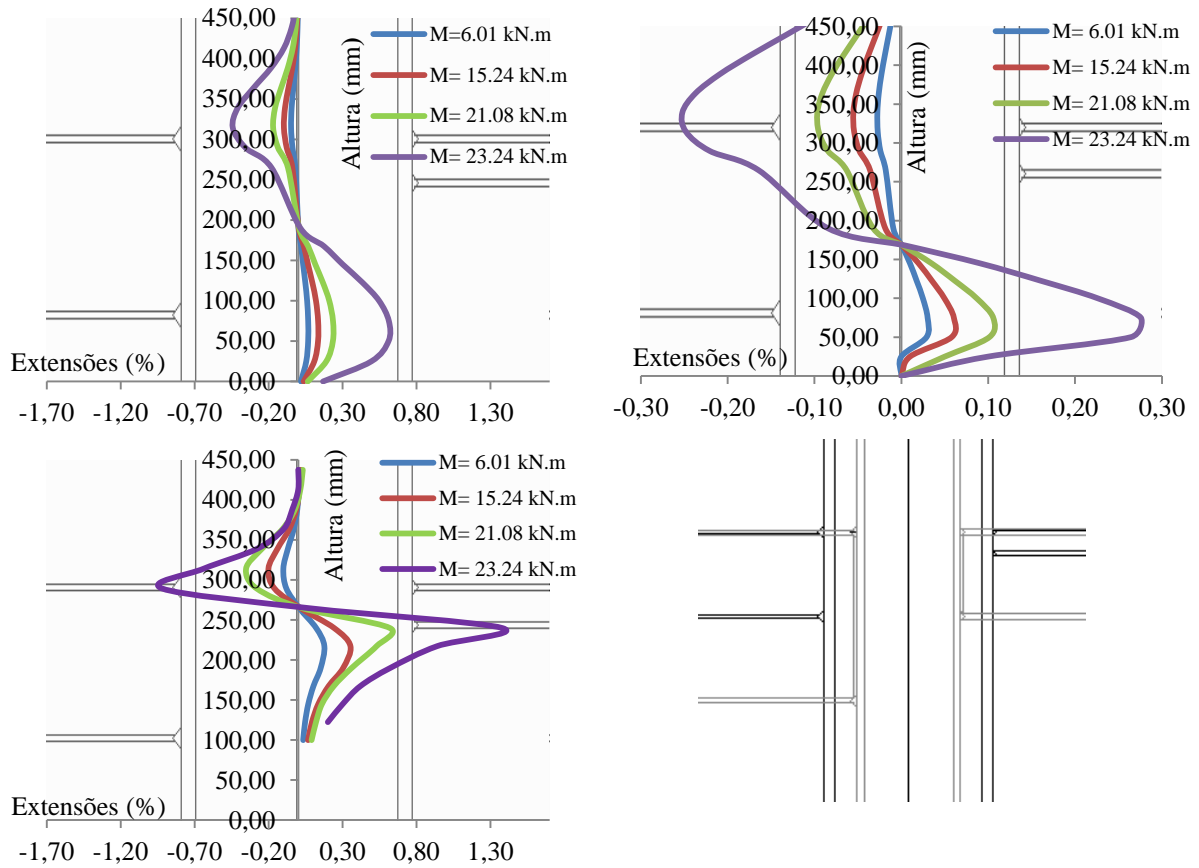 450,00
400,00
350,00
300,00
250,00
200,00
150,00
100,00
50,00
0,00
Altura (mm)
M=6.01 kN.m
M= 15.24 kN.m
M= 21.08 kN.m
M= 23.24 kN.m
Extensões (%)
-1,70 -1,20 -0,70 -0,20 0,30 0,80 1,30
450,00
400,00
350,00
300,00
250,00
200,00
150,00
100,00
50,00
0,00
Altura (mm)
M= 6.01 kN.m
M= 15.24 kN.m
M= 21.08 kN.m
M= 23.24 kN.m
Extensões (%)
-0,30 -0,20 -0,10 0,00 0,10 0,20 0,30
450,00
400,00
350,00
300,00
250,00
200,00
150,00
100,00
50,00
0,00
Altura (mm)
M= 6.01 kN.m
M= 15.24 kN.m
M= 21.08 kN.m
M= 23.24 kN.m
Extensões (%)
-1,70 -1,20 -0,70 -0,20 0,30 0,80 1,30